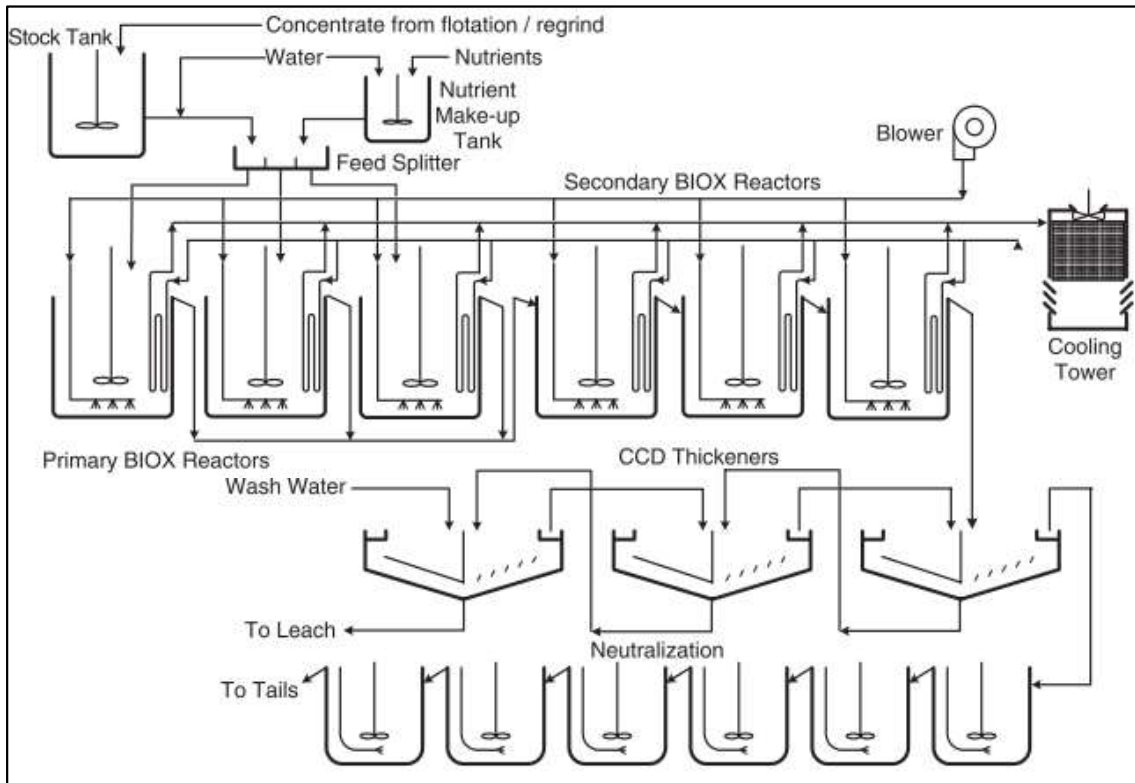 Concentrate from flotation / regrind
Stock Tank
Water
Nutrients
Nutrient
Make-up
Tank
Blower
Feed Splitter
Secondary BIOX Reactors
Cooling
Tower
Primary BIOX Reactors
CCD Thickeners
Wash Water
To Leach
Neutralization
To Tails